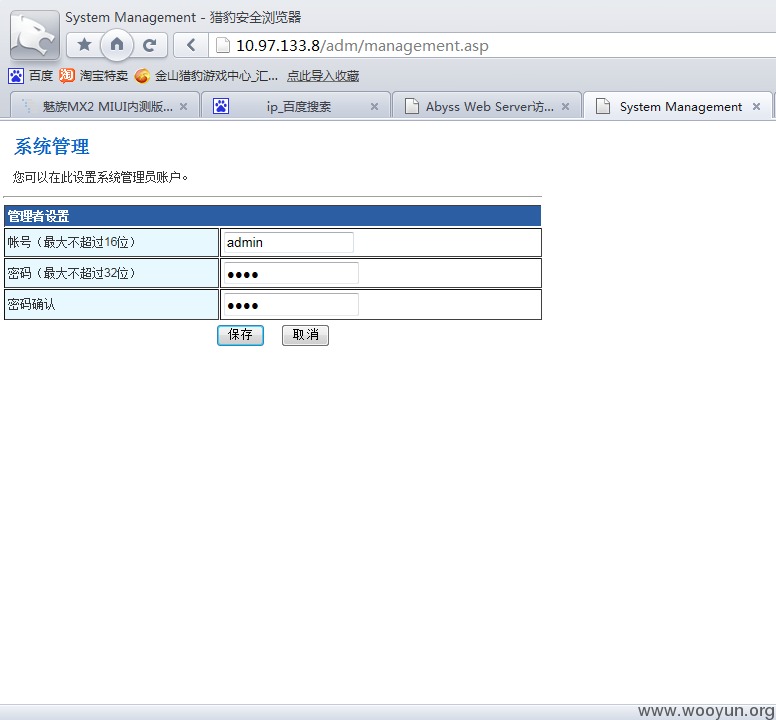 System Management - 猎豹安全浏览器
10.97.133.8/adm/management.asp
百度 淘宝特卖 金山猎豹游戏中心_汇... 点此导入收藏
魅族MX2 MIUI内测版... × ip_百度搜索 × Abyss Web Server访... × System Management ×
系统管理
您可以在此设置系统管理员账户。
管理者设置
帐号（最大不超过16位） admin
密码（最大不超过32位） ●●●●
密码确认 ●●●●
保存 取消
www.wooyun.org